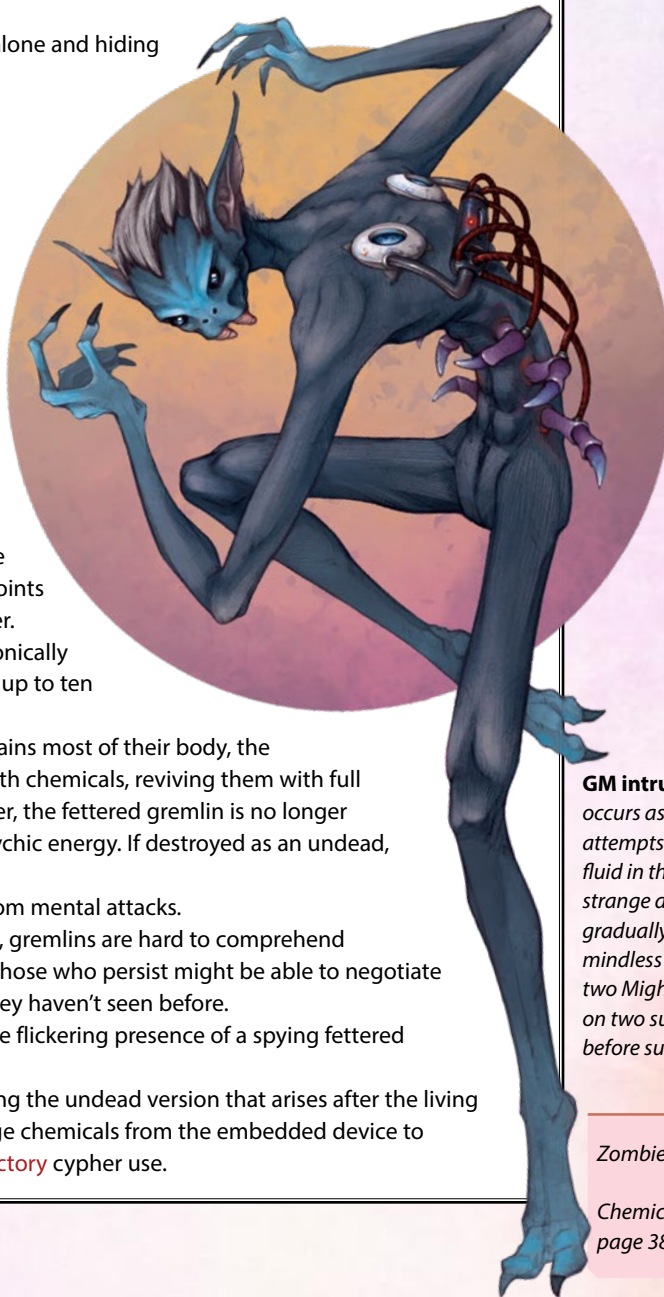 lone and hiding
e
oints
er.
onically
up to ten
ains most of their body, the
th chemicals, reviving them with full
er, the fettered gremlin is no longer
ychic energy. If destroyed as an undead,
om mental attacks.
, gremlins are hard to comprehend
hose who persist might be able to negotiate
ey haven't seen before.
e flickering presence of a spying fettered
ng the undead version that arises after the living
ge chemicals from the embedded device to
ctory cypher use.
GM intru
occurs as
attempts
fluid in th
strange a
gradually
mindless
two Migh
on two su
before su
Zombie
Chemic
page 38